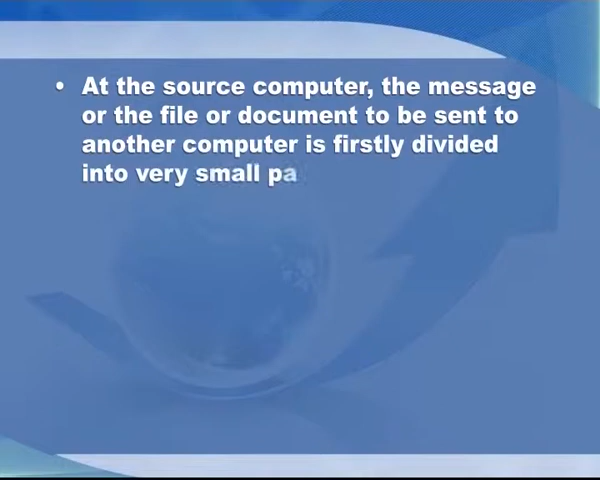 • At the source computer, the message
or the file or document to be sent to
another computer is firstly divided
into very small pa